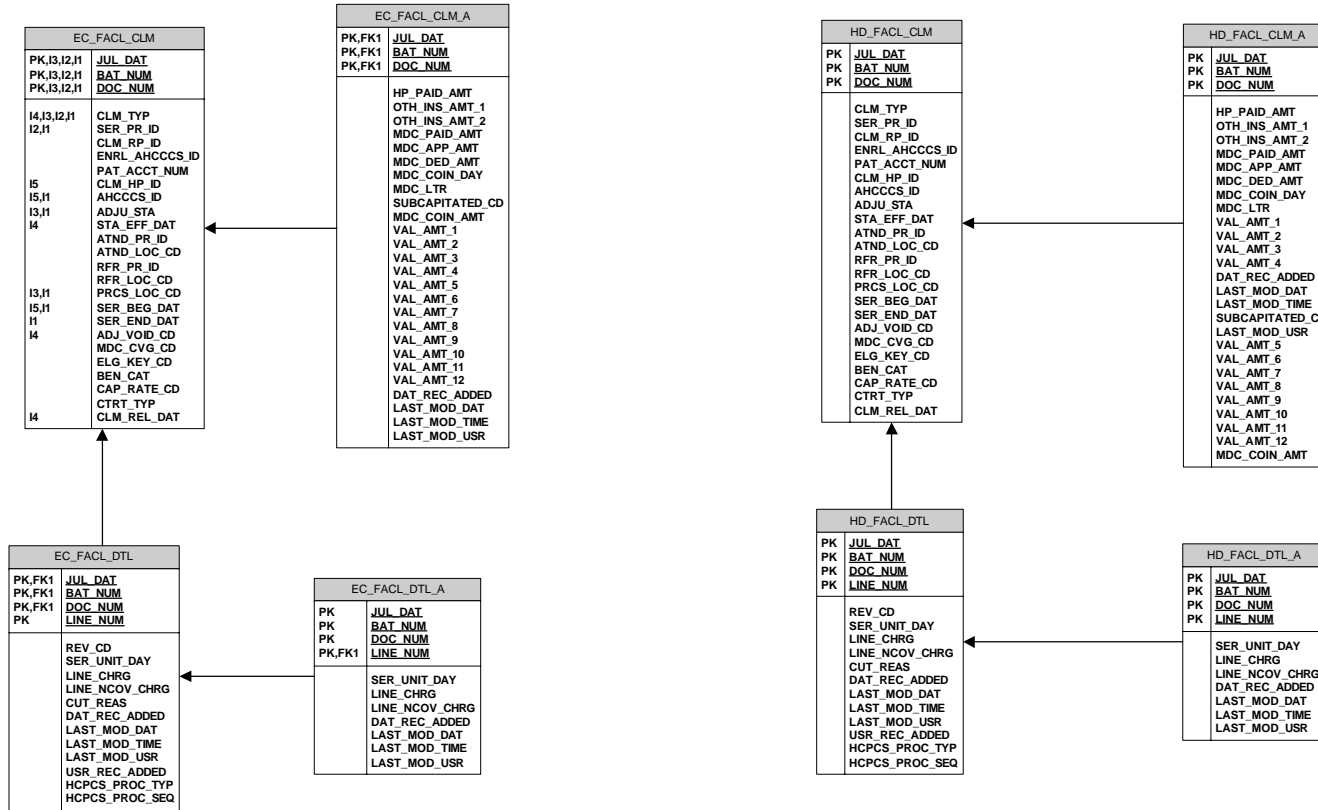 EC_FACL_CLM
PK,I3,I2,I1 JUL_DAT
PK,I3,I2,I1 BAT_NUM
PK,I3,I2,I1 DOC_NUM
I4,I3,I2,I1 CLM_TYP
I2,I1 SER_PR_ID
CLM_RP_ID
ENRL_AHCCCS_ID
PAT_ACCT_NUM
I5 CLM_HP_ID
I5,I1 AHCCCS_ID
I3,I1 ADJU_STA
I4 STA_EFF_DAT
ATND_PR_ID
ATND_LOC_CD
RFR_PR_ID
RFR_LOC_CD
I3,I1 PRCS_LOC_CD
I5,I1 SER_BEG_DAT
I1 SER_END_DAT
I4 ADJ_VOID_CD
MDC_CVG_CD
ELG_KEY_CD
BEN_CAT
CAP_RATE_CD
CTRT_TYP
I4 CLM_REL_DAT
EC_FACL_CLM_A
PK,FK1 JUL_DAT
PK,FK1 BAT_NUM
PK,FK1 DOC_NUM
HP_PAID_AMT
OTH_INS_AMT_1
OTH_INS_AMT_2
MDC_PAID_AMT
MDC_APP_AMT
MDC_DED_AMT
MDC_COIN_DAY
MDC_LTR
SUBCAPITATED_CD
MDC_COIN_AMT
VAL_AMT_1
VAL_AMT_2
VAL_AMT_3
VAL_AMT_4
VAL_AMT_5
VAL_AMT_6
VAL_AMT_7
VAL_AMT_8
VAL_AMT_9
VAL_AMT_10
VAL_AMT_11
VAL_AMT_12
DAT_REC_ADDED
LAST_MOD_DAT
LAST_MOD_TIME
LAST_MOD_USR
HD_FACL_CLM
PK JUL_DAT
PK BAT_NUM
PK DOC_NUM
CLM_TYP
SER_PR_ID
CLM_RP_ID
ENRL_AHCCCS_ID
PAT_ACCT_NUM
CLM_HP_ID
AHCCCS_ID
ADJU_STA
STA_EFF_DAT
ATND_PR_ID
ATND_LOC_CD
RFR_PR_ID
RFR_LOC_CD
PRCS_LOC_CD
SER_BEG_DAT
SER_END_DAT
ADJ_VOID_CD
MDC_CVG_CD
ELG_KEY_CD
BEN_CAT
CAP_RATE_CD
CTRT_TYP
CLM_REL_DAT
HD_FACL_CLM_A
PK JUL_DAT
PK BAT_NUM
PK DOC_NUM
HP_PAID_AMT
OTH_INS_AMT_1
OTH_INS_AMT_2
MDC_PAID_AMT
MDC_APP_AMT
MDC_DED_AMT
MDC_COIN_DAY
MDC_LTR
VAL_AMT_1
VAL_AMT_2
VAL_AMT_3
VAL_AMT_4
DAT_REC_ADDED
LAST_MOD_DAT
LAST_MOD_TIME
SUBCAPITATED_C
LAST_MOD_USR
VAL_AMT_5
VAL_AMT_6
VAL_AMT_7
VAL_AMT_8
VAL_AMT_9
VAL_AMT_10
VAL_AMT_11
VAL_AMT_12
MDC_COIN_AMT
EC_FACL_DTL
PK,FK1 JUL_DAT
PK,FK1 BAT_NUM
PK,FK1 DOC_NUM
PK LINE_NUM
REV_CD
SER_UNIT_DAY
LINE_CHRG
LINE_NCOV_CHRG
CUT_REAS
DAT_REC_ADDED
LAST_MOD_DAT
LAST_MOD_TIME
LAST_MOD_USR
USR_REC_ADDED
HCPCS_PROC_TYP
HCPCS_PROC_SEQ
EC_FACL_DTL_A
PK JUL_DAT
PK BAT_NUM
PK DOC_NUM
PK,FK1 LINE_NUM
SER_UNIT_DAY
LINE_CHRG
LINE_NCOV_CHRG
DAT_REC_ADDED
LAST_MOD_DAT
LAST_MOD_TIME
LAST_MOD_USR
HD_FACL_DTL
PK JUL_DAT
PK BAT_NUM
PK DOC_NUM
PK LINE_NUM
REV_CD
SER_UNIT_DAY
LINE_CHRG
LINE_NCOV_CHRG
CUT_REAS
DAT_REC_ADDED
LAST_MOD_DAT
LAST_MOD_TIME
LAST_MOD_USR
USR_REC_ADDED
HCPCS_PROC_TYP
HCPCS_PROC_SEQ
HD_FACL_DTL_A
PK JUL_DAT
PK BAT_NUM
PK DOC_NUM
PK LINE_NUM
SER_UNIT_DAY
LINE_CHRG
LINE_NCOV_CHRG
DAT_REC_ADDED
LAST_MOD_DAT
LAST_MOD_TIME
LAST_MOD_USR